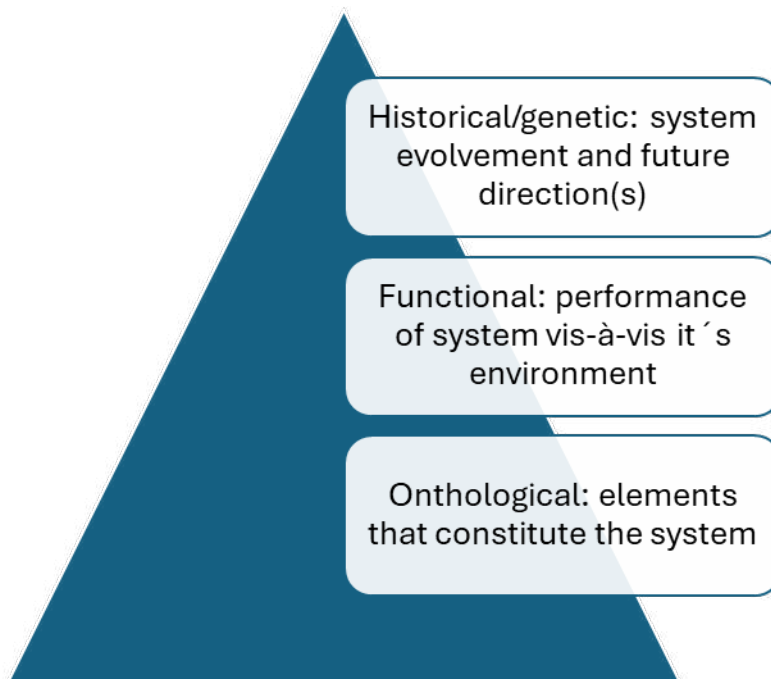 Historical/genetic: system
evolvement and future
direction(s)
Functional: performance
of system vis-à-vis it´s
environment
Onthological: elements
that constitute the system